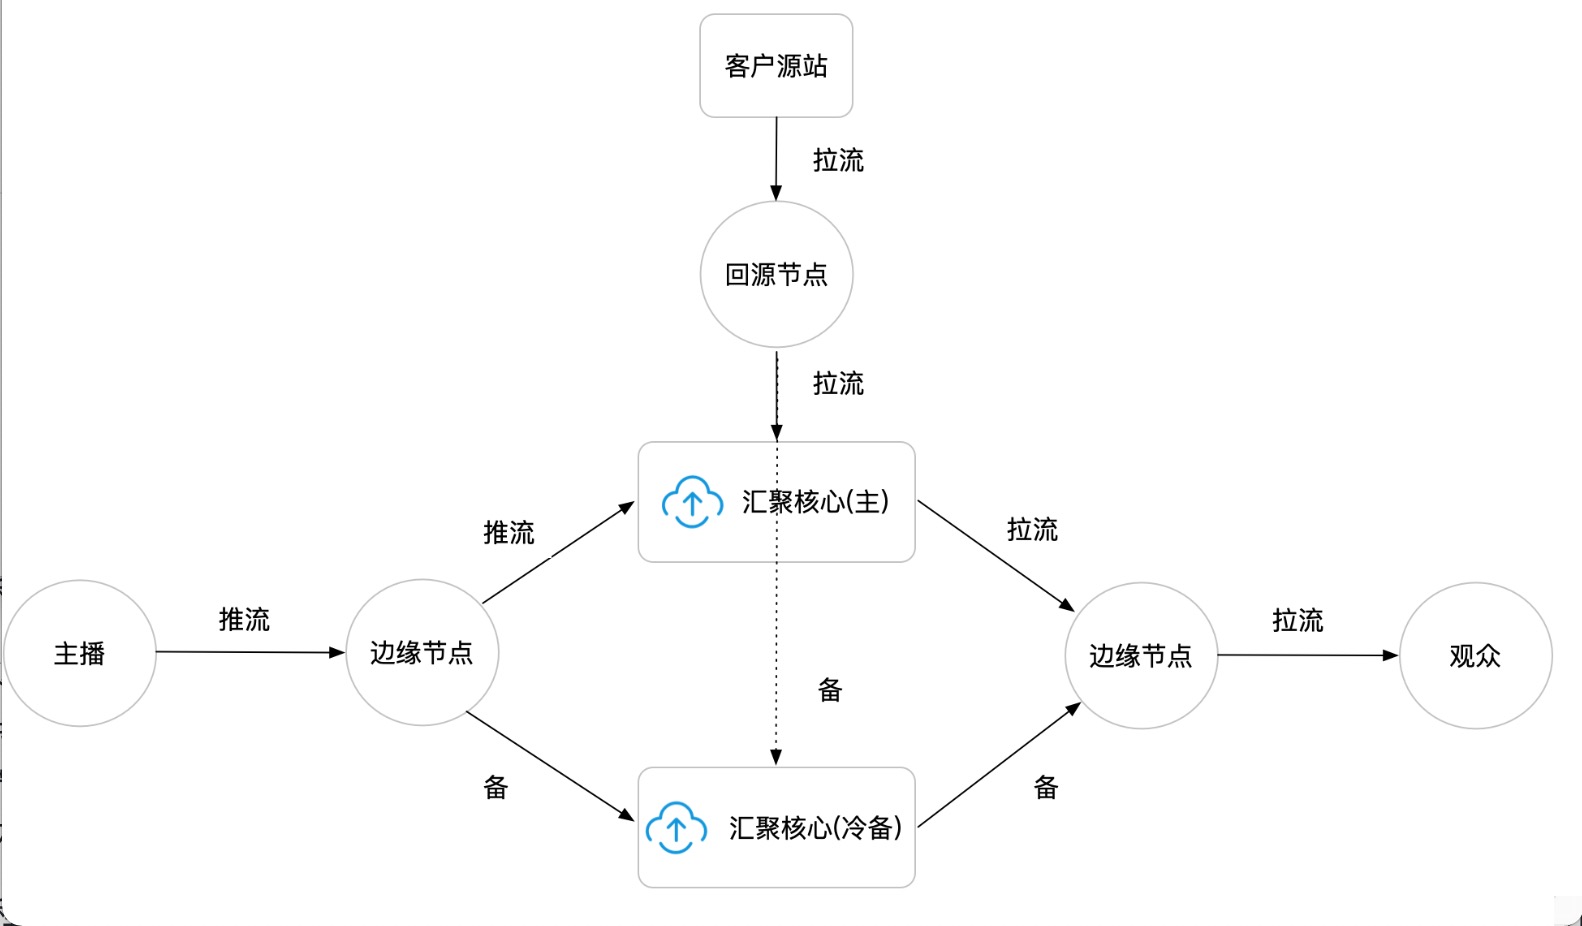 客户源站
拉流
回源节点
拉流
汇聚核心(主)
推流
拉流
主播
推流
边缘节点
边缘节点
拉流
观众
备
备
备
汇聚核心(冷备)